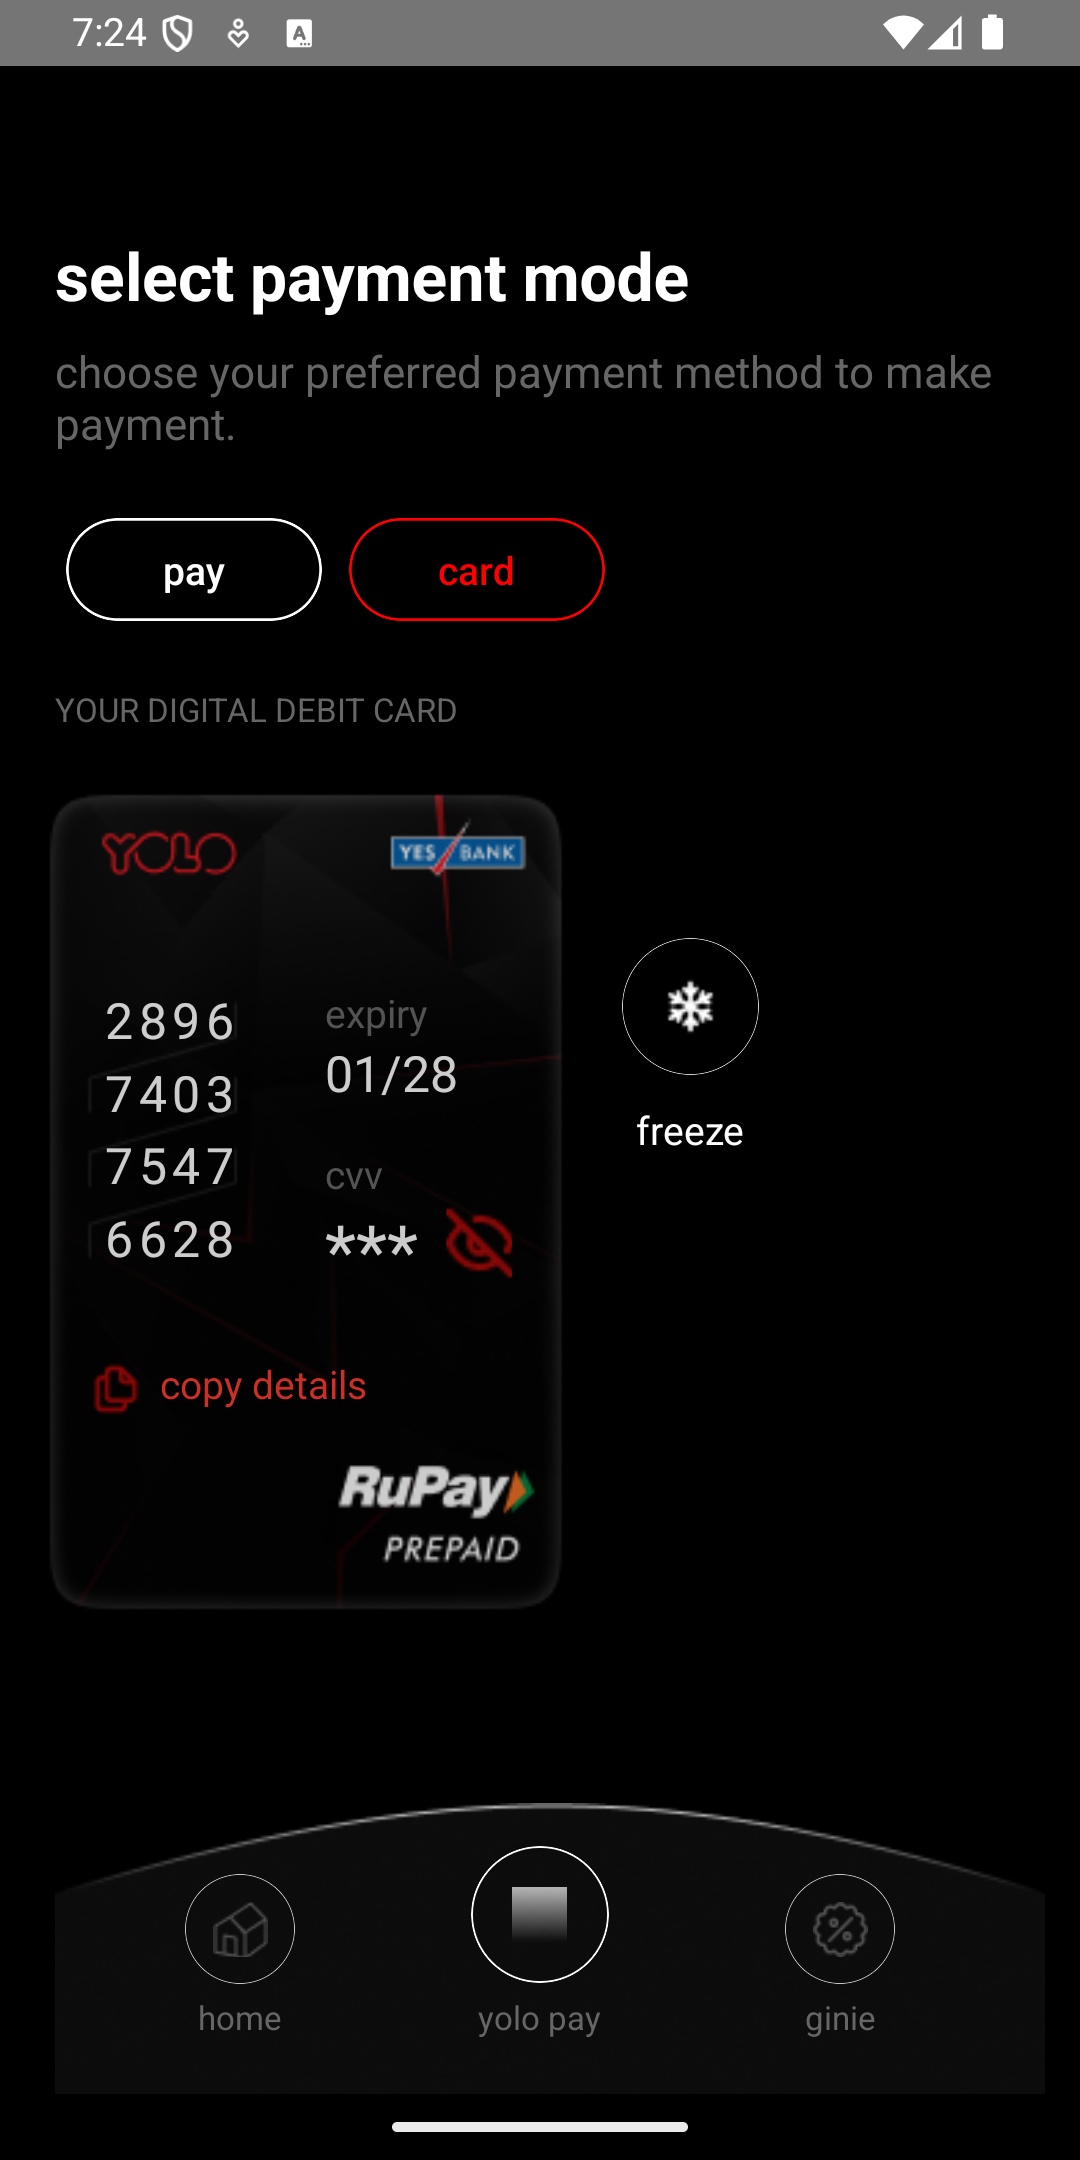 7:24
select payment mode
choose your preferred payment method to make
payment.
pay
card
YOUR DIGITAL DEBIT CARD
YOLO
YES BANK
2896
7403
7547
6628
expiry
01/28
cvv
***
freeze
copy details
RuPay
PREPAID
home
yolo pay
ginie